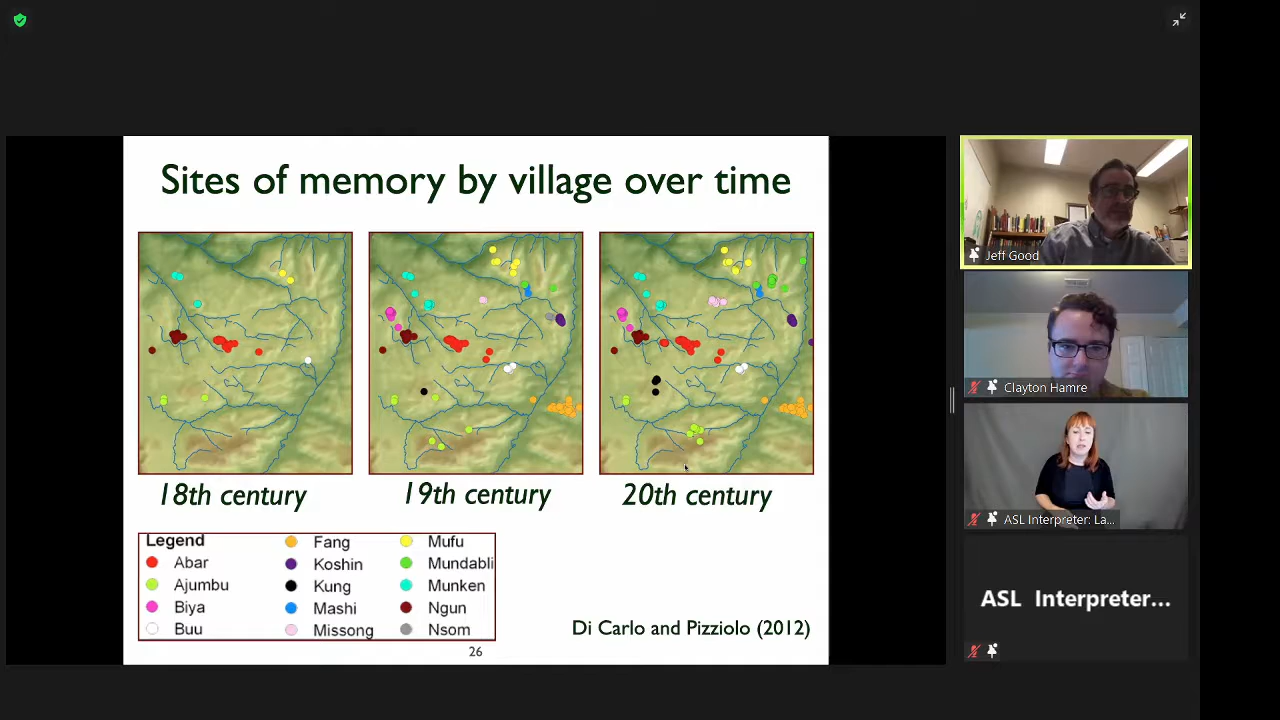 Sites of memory by village over time
18th century
19th century
20th century
Legend
Abar
Ajumbu
Biya
Buu
Fang
Koshin
Kung
Mashi
Missong
Mufu
Mundabli
Munken
Ngun
Nsom
Di Carlo and Pizziolo (2012)
26
Jeff Good
Clayton Hamre
ASL Interpreter: La...
ASL Interpreter...